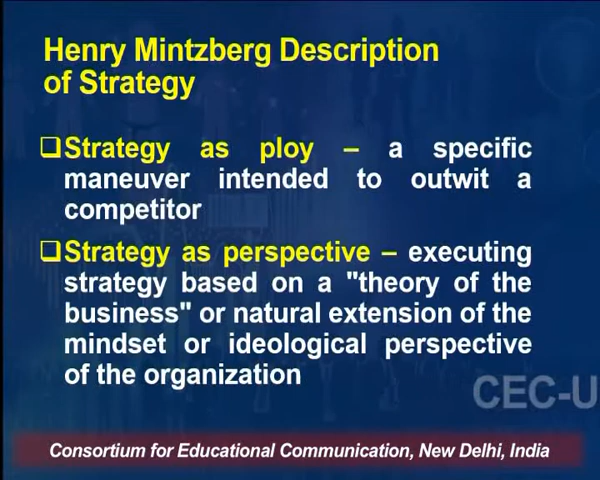 Henry Mintzberg Description
of Strategy
❑Strategy as ploy – a specific
maneuver intended to outwit a
competitor
❑Strategy as perspective – executing
strategy based on a "theory of the
business" or natural extension of the
mindset or ideological perspective
of the organization
CEC-U
Consortium for Educational Communication, New Delhi, India